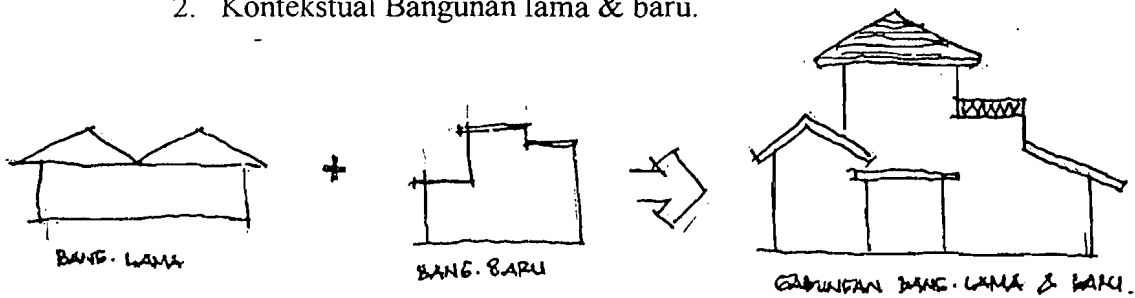 2. Kontekstual Bangunan lama & baru.
BANG. LAMA
BANG. BARU
GABUNGAN BANG. LAMA & BARU.